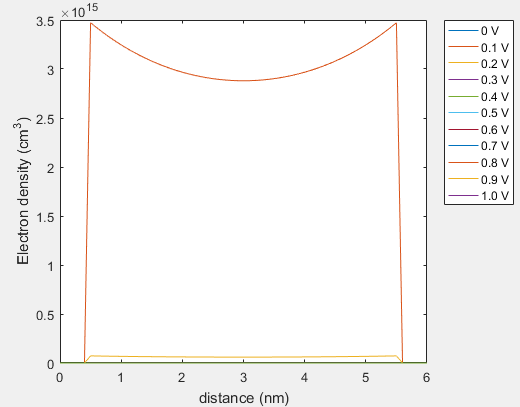 ×10^15
3.5
3
2.5
2
1.5
1
0.5
0
0 1 2 3 4 5 6
Electron density (cm^3)
distance (nm)
0 V
0.1 V
0.2 V
0.3 V
0.4 V
0.5 V
0.6 V
0.7 V
0.8 V
0.9 V
1.0 V